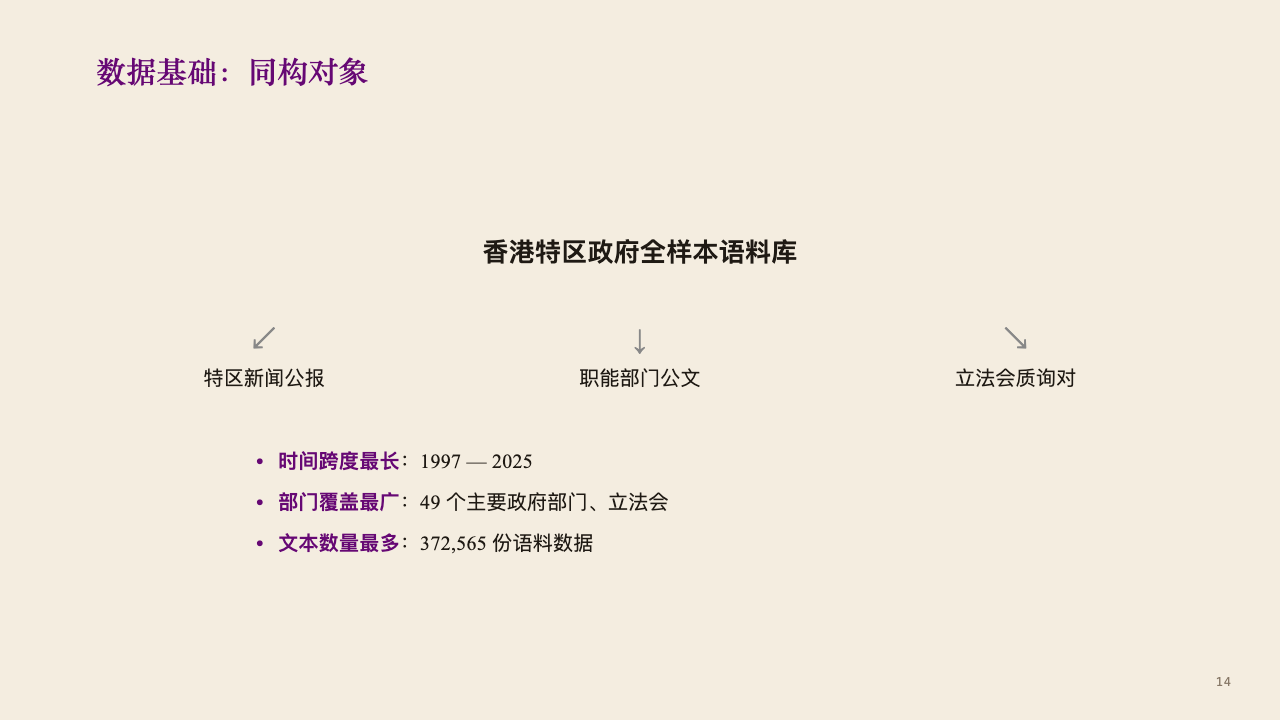 数据基础：同构对象
香港特区政府全样本语料库
↙ ↓ ↘
特区新闻公报 职能部门公文 立法会质询对
• 时间跨度最长：1997 — 2025
• 部门覆盖最广：49 个主要政府部门、立法会
• 文本数量最多：372,565 份语料数据
14